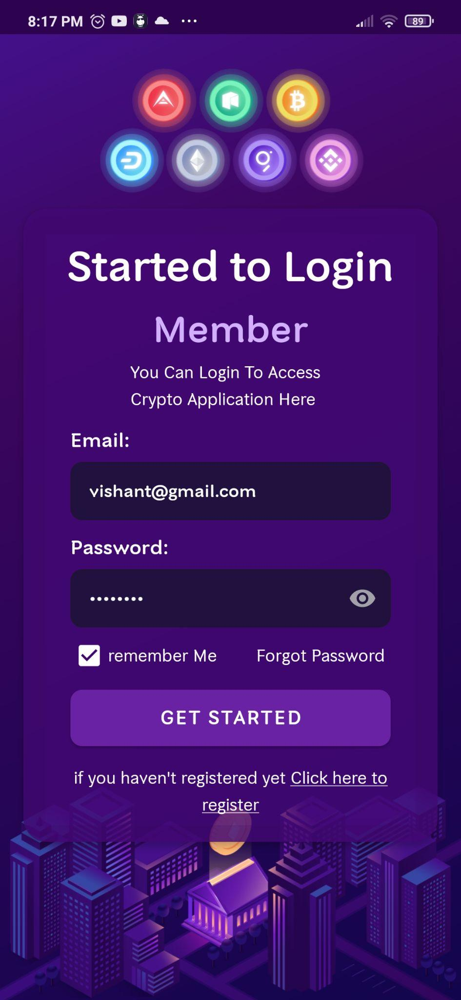 8:17 PM
89
Started to Login
Member
You Can Login To Access
Crypto Application Here
Email:
vishant@gmail.com
Password:
••••••••
remember Me
Forgot Password
GET STARTED
if you haven't registered yet Click here to
register